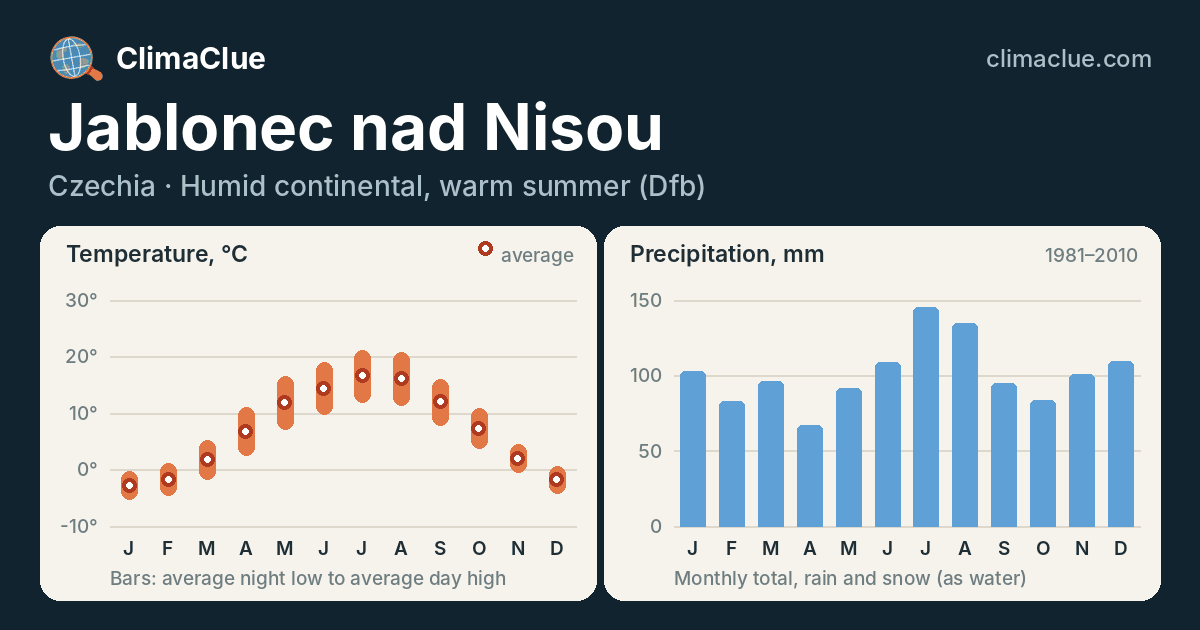 ClimaClue
climaclue.com
Jablonec nad Nisou
Czechia · Humid continental, warm summer (Dfb)
Temperature, °C
average
30°
20°
10°
0°
-10°
J F M A M J J A S O N D
Bars: average night low to average day high
Precipitation, mm
1981–2010
150
100
50
0
J F M A M J J A S O N D
Monthly total, rain and snow (as water)